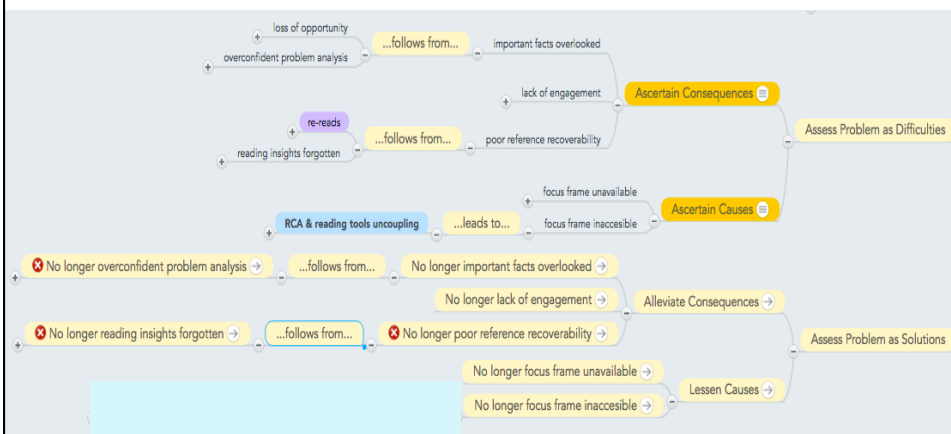 loss of opportunity
...follows from...
important facts overlooked
overconfident problem analysis
lack of engagement
Ascertain Consequences
re-reads
...follows from...
poor reference recoverability
reading insights forgotten
Assess Problem as Difficulties
focus frame unavailable
Ascertain Causes
RCA & reading tools uncoupling
...leads to...
focus frame inaccesible
No longer overconfident problem analysis
...follows from...
No longer important facts overlooked
No longer lack of engagement
Alleviate Consequences
No longer reading insights forgotten
...follows from...
No longer poor reference recoverability
Assess Problem as Solutions
No longer focus frame unavailable
Lessen Causes
No longer focus frame inaccesible